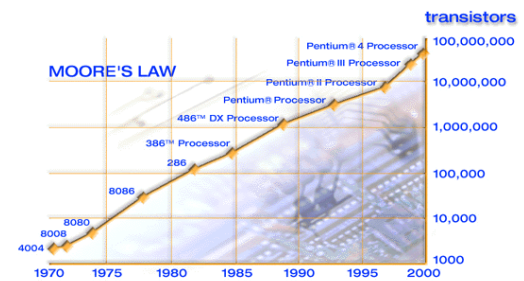 transistors
Pentium® 4 Processor
100,000,000
Pentium® III Processor
MOORE'S LAW
Pentium® II Processor
10,000,000
Pentium® Processor
486™ DX Processor
1,000,000
386™ Processor
286
100,000
8086
8080
10,000
8008
4004
1000
1970 1975 1980 1985 1990 1995 2000